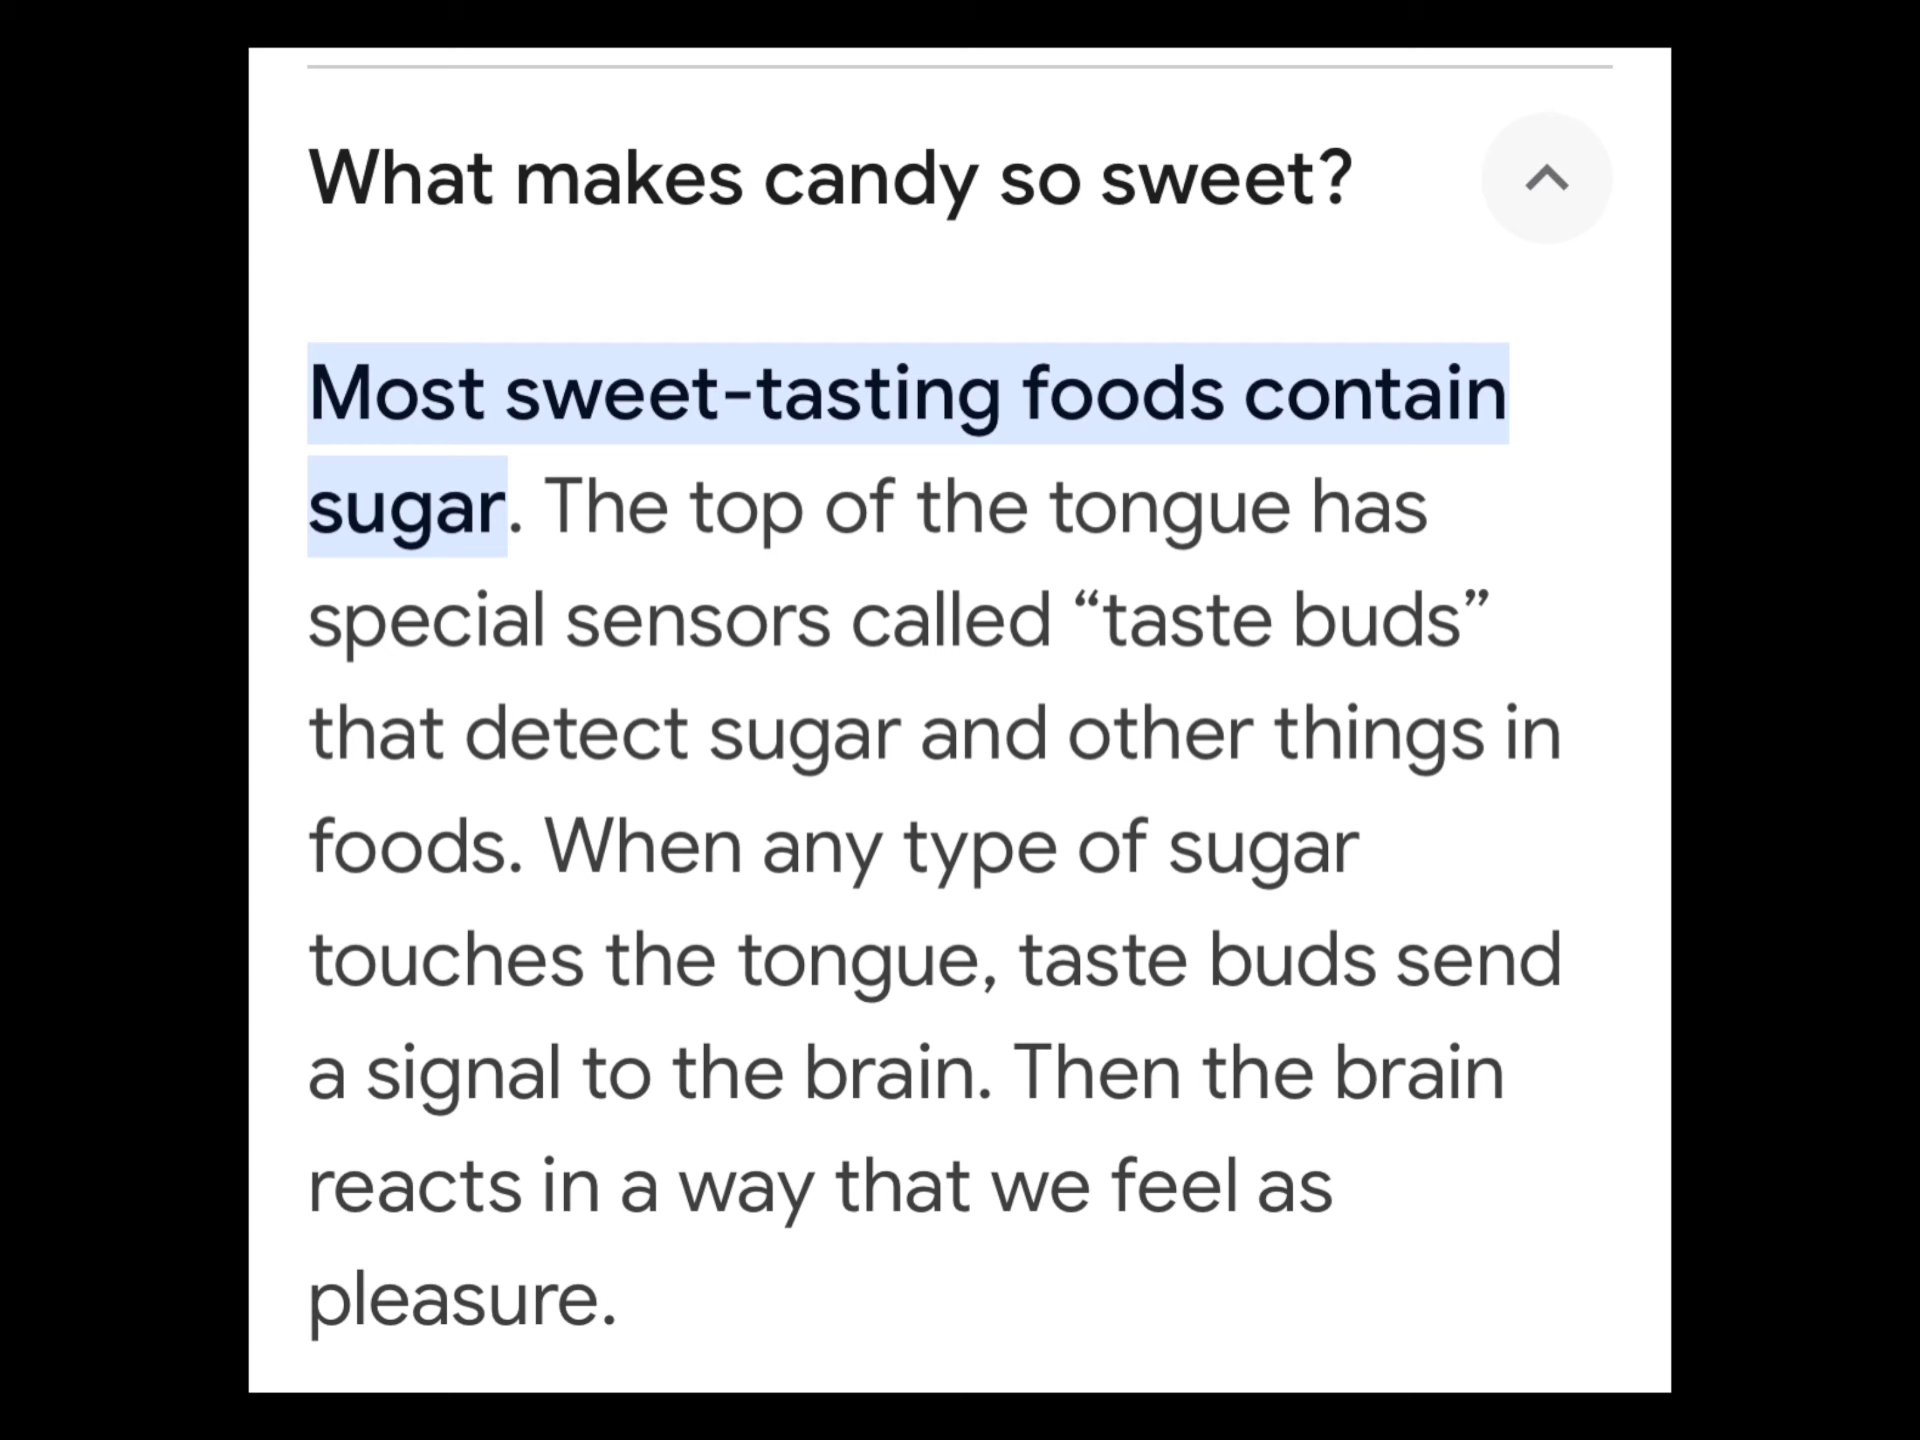 What makes candy so sweet?
Most sweet-tasting foods contain
sugar. The top of the tongue has
special sensors called “taste buds”
that detect sugar and other things in
foods. When any type of sugar
touches the tongue, taste buds send
a signal to the brain. Then the brain
reacts in a way that we feel as
pleasure.